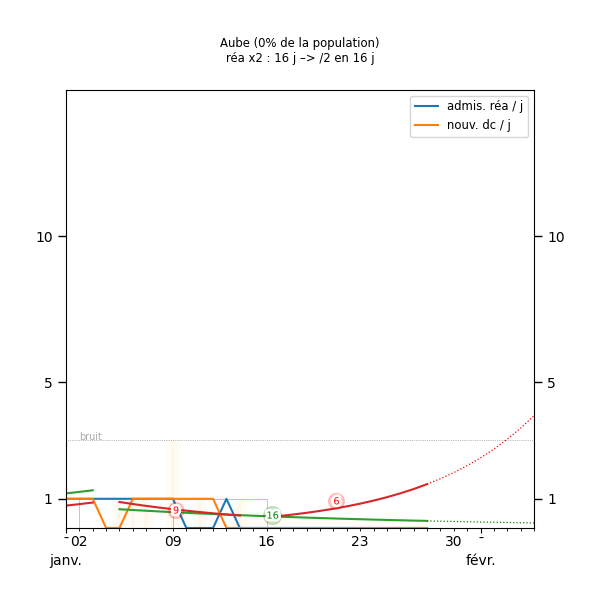 Aube (0% de la population)
réa x2 : 16 j –> /2 en 16 j
admis. réa / j
nouv. dc / j
10 10
5 5
bruit
1 1
9 16 6
02 09 16 23 30
janv. févr.